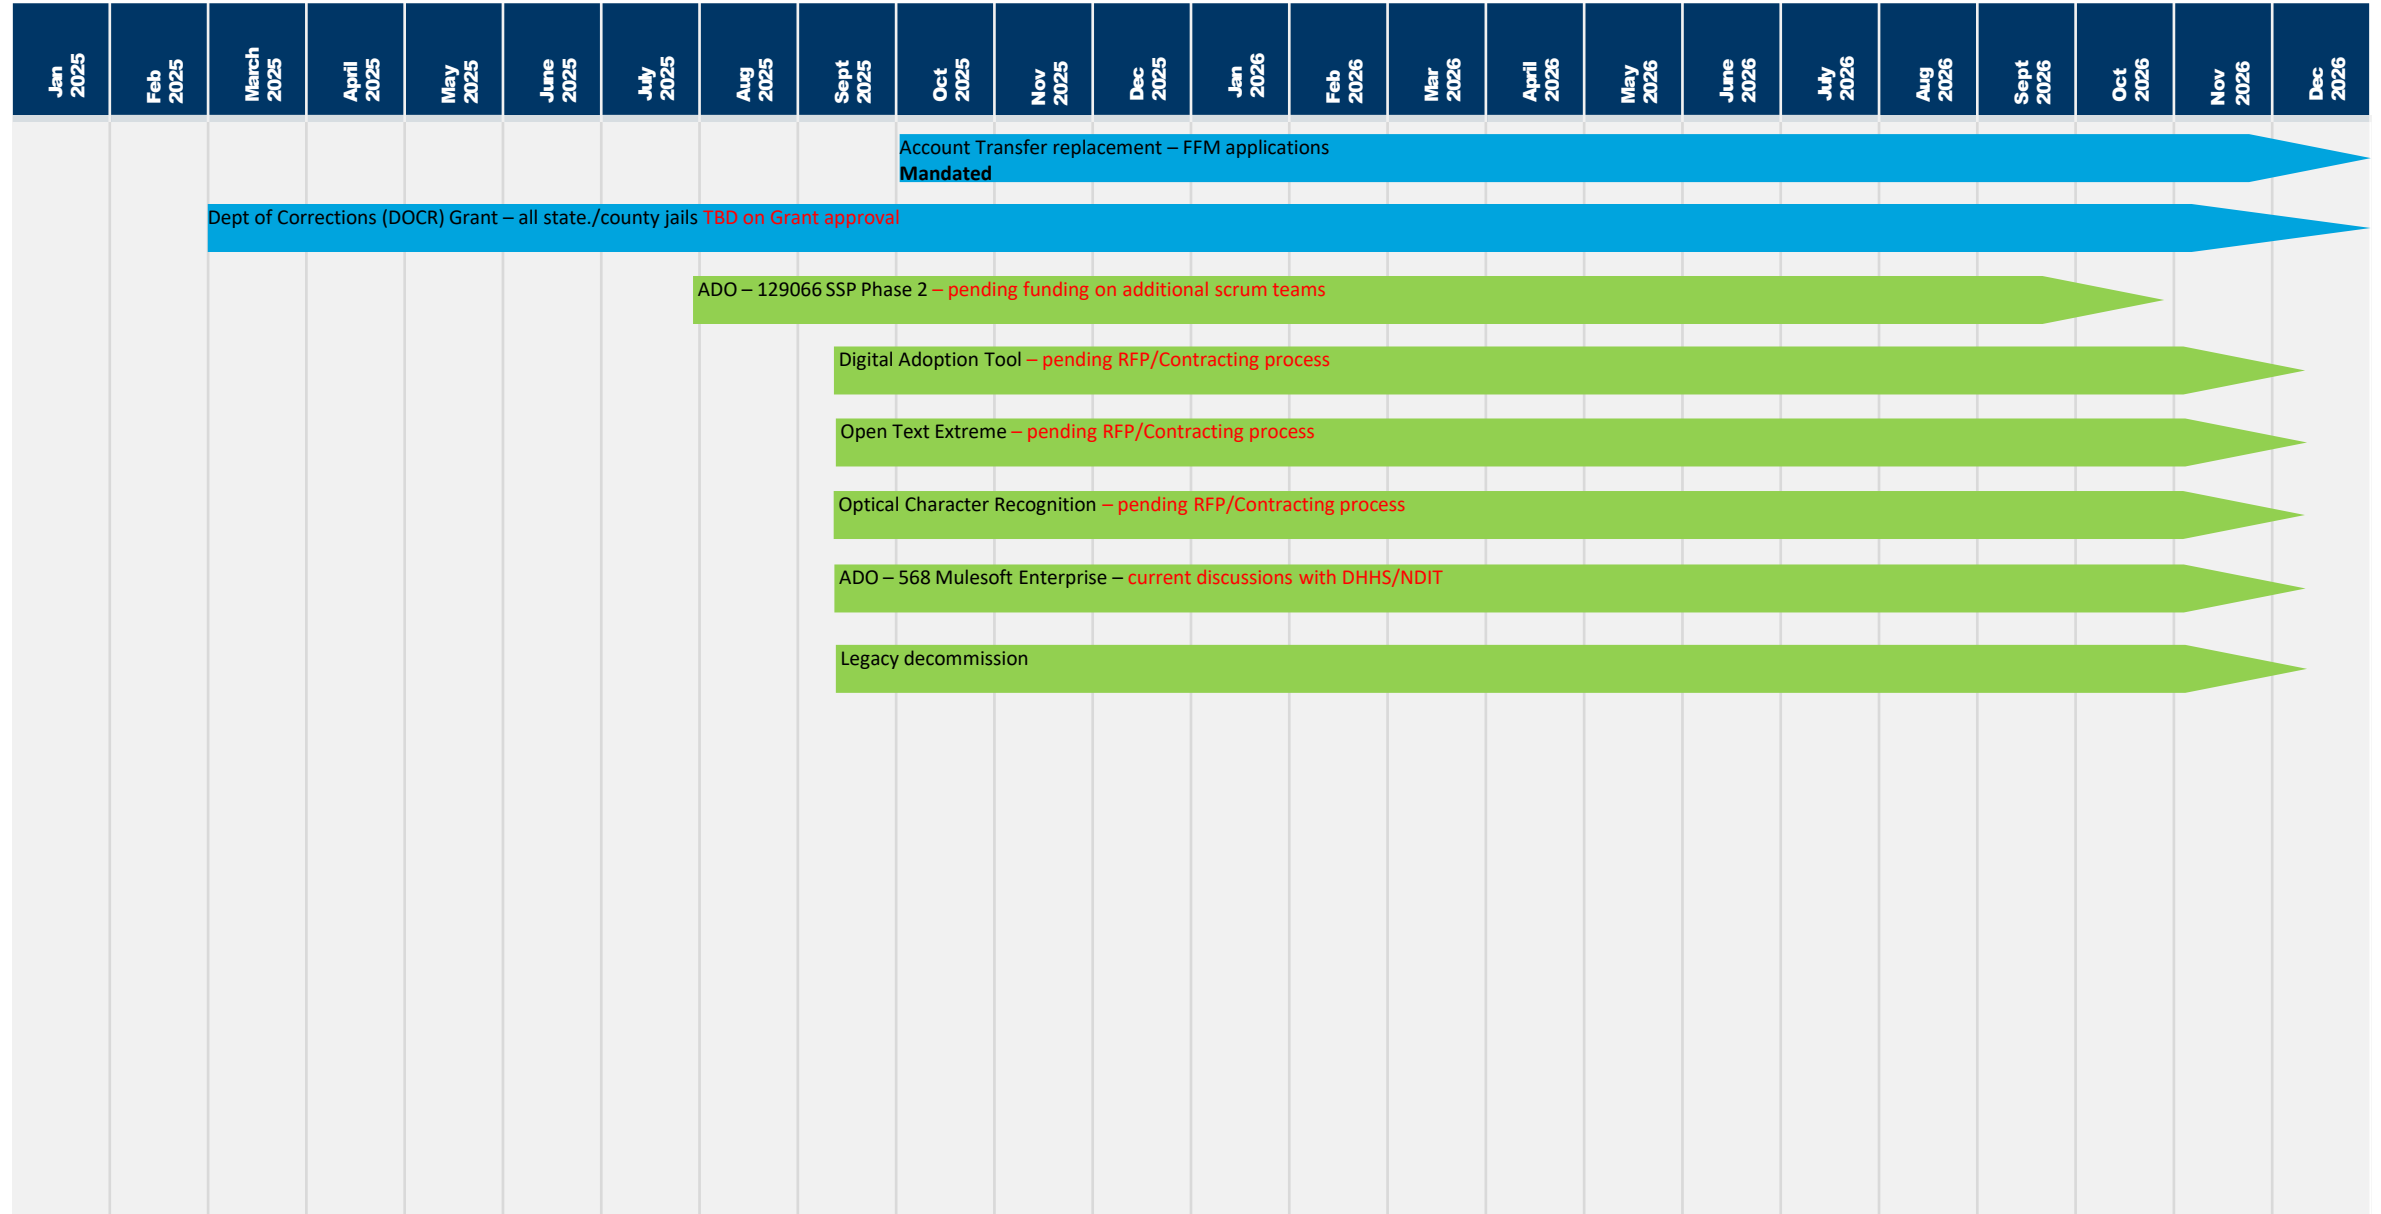 Jan
2025
Feb
2025
March
2025
April
2025
May
2025
June
2025
July
2025
Aug
2025
Sept
2025
Oct
2025
Nov
2025
Dec
2025
Jan
2026
Feb
2026
Mar
2026
April
2026
May
2026
June
2026
July
2026
Aug
2026
Sept
2026
Oct
2026
Nov
2026
Dec
2026
Account Transfer replacement – FFM applications
Mandated
Dept of Corrections (DOCR) Grant – all state./county jails TBD on Grant approval
ADO – 129066 SSP Phase 2 – pending funding on additional scrum teams
Digital Adoption Tool – pending RFP/Contracting process
Open Text Extreme – pending RFP/Contracting process
Optical Character Recognition – pending RFP/Contracting process
ADO – 568 Mulesoft Enterprise – current discussions with DHHS/NDIT
Legacy decommission